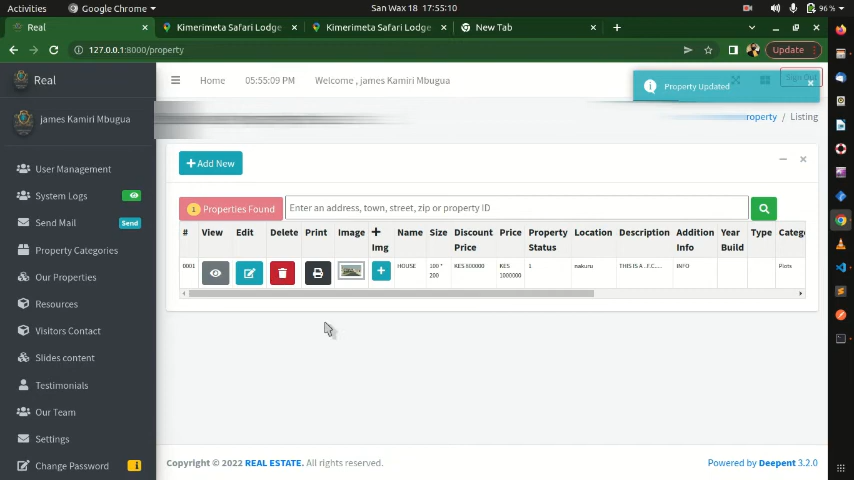 Activities Google Chrome San Wax 18 17:55:10 96 %
Real Kimerimeta Safari Lodge Kimerimeta Safari Lodge New Tab
127.0.0.1:8000/property Update
Real Home 05:55:09 PM Welcome , james Kamiri Mbugua Property Updated
james Kamiri Mbugua
roperty / Listing
User Management
System Logs
Send Mail Send
Property Categories
Our Properties
Resources
Visitors Contact
Slides content
Testimonials
Our Team
Settings
Change Password
Add New
1 Properties Found Enter an address, town, street, zip or property ID
# View Edit Delete Print Image + Img Name Size Discount Price Price Property Status Location Description Addition Info Year Build Type Catego
0001 HOUSE 100 * 200 KES 800000 KES 1000000 1 nakuru THIS IS A...F.C..... INFO Plots
Copyright © 2022 REAL ESTATE. All rights reserved. Powered by Deepent 3.2.0